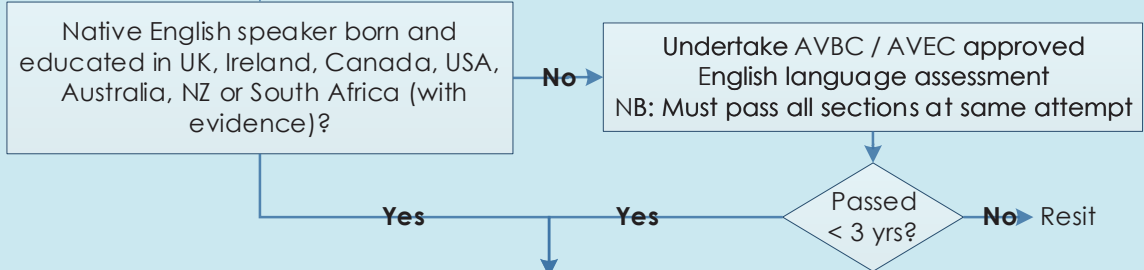 Native English speaker born and
educated in UK, Ireland, Canada, USA,
Australia, NZ or South Africa (with
evidence)?
No
Undertake AVBC / AVEC approved
English language assessment
NB: Must pass all sections at same attempt
Yes
Yes
Passed
< 3 yrs?
No
Resit